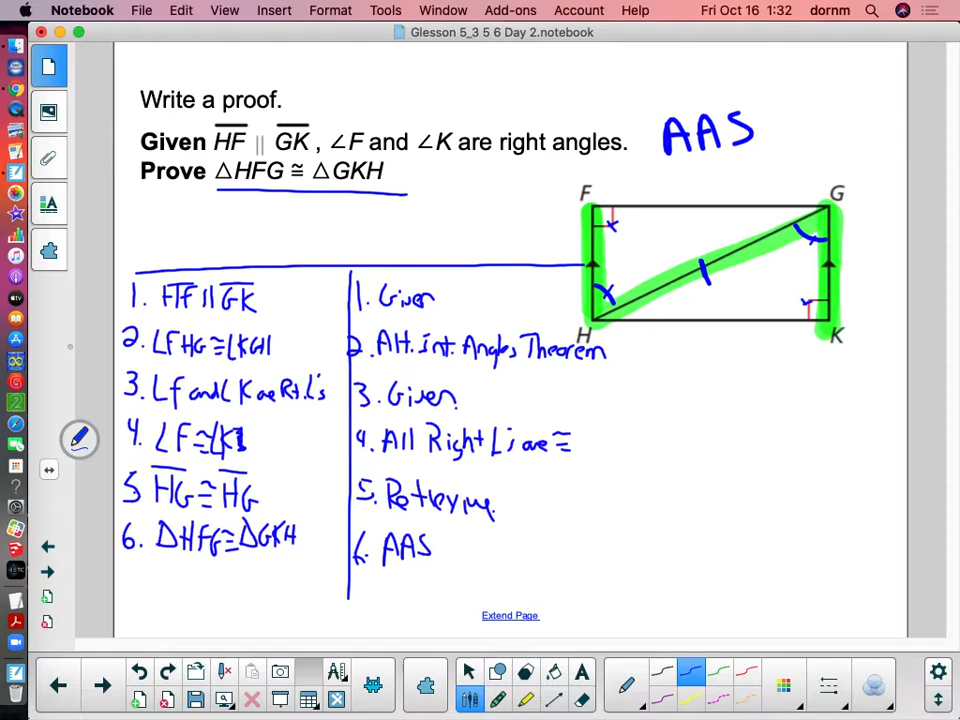 Notebook File Edit View Insert Format Tools Window Add-ons Account Help Fri Oct 16 1:32 dornm
Glesson 5_3 5 6 Day 2.notebook
Write a proof.
Given HF || GK , ∠F and ∠K are right angles.
AAS
Prove △HFG ≅ △GKH
F G
H K
1. HF || GK 1. Given
2. ∠FHG ≅ ∠KGH 2. Alt. Int. Angles Theorem
3. ∠F and ∠K are Rt. ∠'s 3. Given.
4. ∠F ≅ ∠K 4. All Right ∠'s are ≅
5. HG ≅ HG 5.
6. △HFG ≅ △GKH 6. AAS
Extend Page